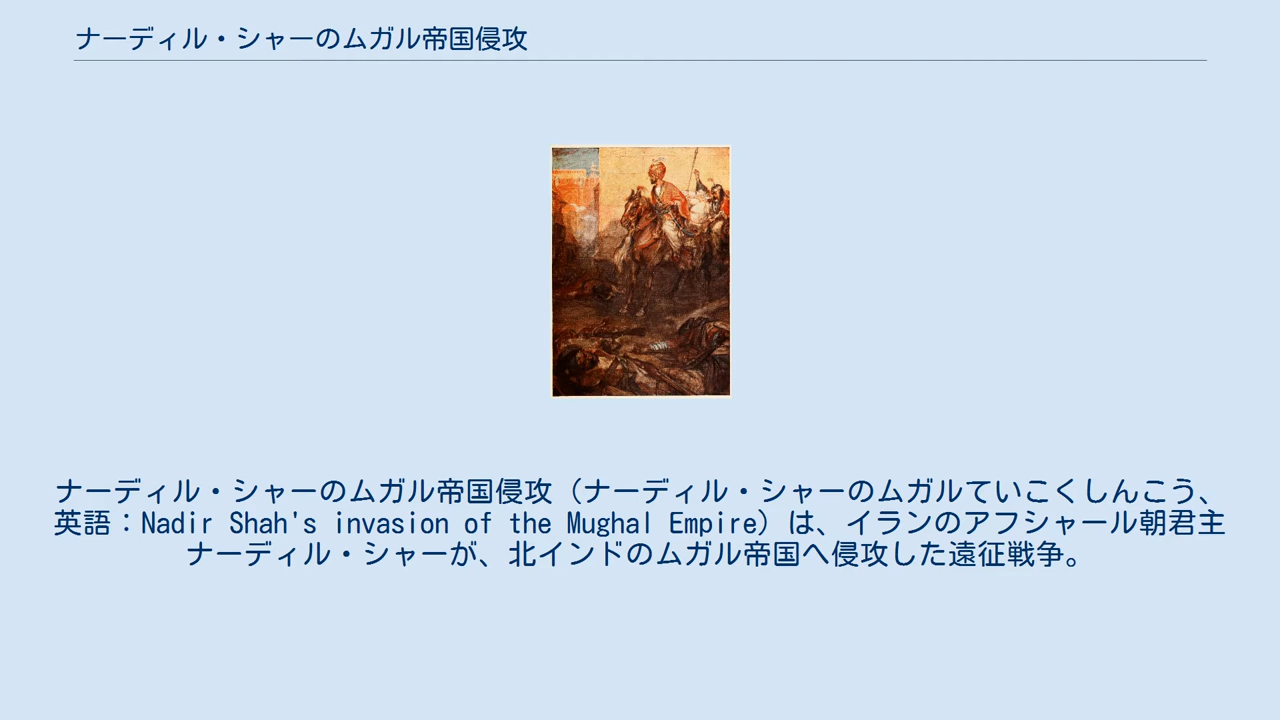 ナーディル・シャーのムガル帝国侵攻
ナーディル・シャーのムガル帝国侵攻（ナーディル・シャーのムガルていこくしんこう、
英語：Nadir Shah's invasion of the Mughal Empire）は、イランのアフシャール朝君主
ナーディル・シャーが、北インドのムガル帝国へ侵攻した遠征戦争。